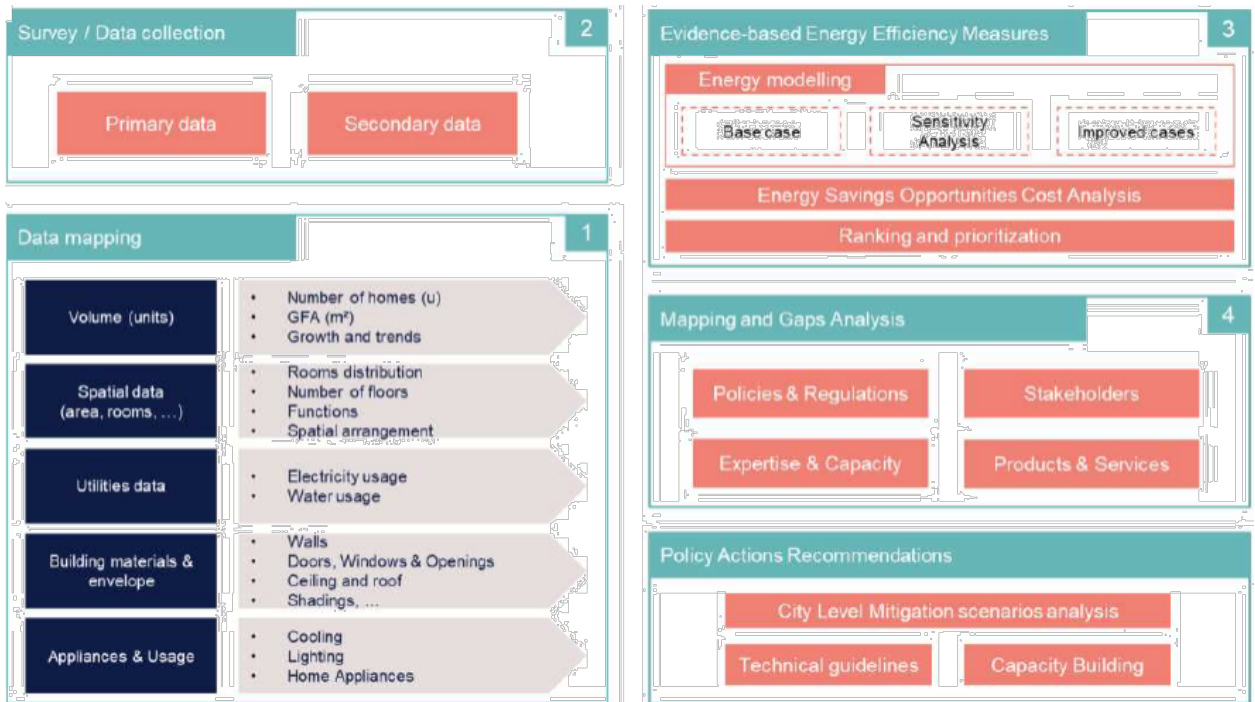 Survey / Data collection
2
Primary data
Secondary data
Data mapping
1
Volume (units)
• Number of homes (u)
• GFA (m²)
• Growth and trends
Spatial data
(area, rooms, ...)
• Rooms distribution
• Number of floors
• Functions
• Spatial arrangement
Utilities data
• Electricity usage
• Water usage
Building materials &
envelope
• Walls
• Doors, Windows & Openings
• Ceiling and roof
• Shadings, ...
Appliances & Usage
• Cooling
• Lighting
• Home Appliances
Evidence-based Energy Efficiency Measures
3
Energy modelling
Base case
Sensitivity
Analysis
Improved cases
Energy Savings Opportunities Cost Analysis
Ranking and prioritization
Mapping and Gaps Analysis
4
Policies & Regulations
Stakeholders
Expertise & Capacity
Products & Services
Policy Actions Recommendations
City Level Mitigation scenarios analysis
Technical guidelines
Capacity Building